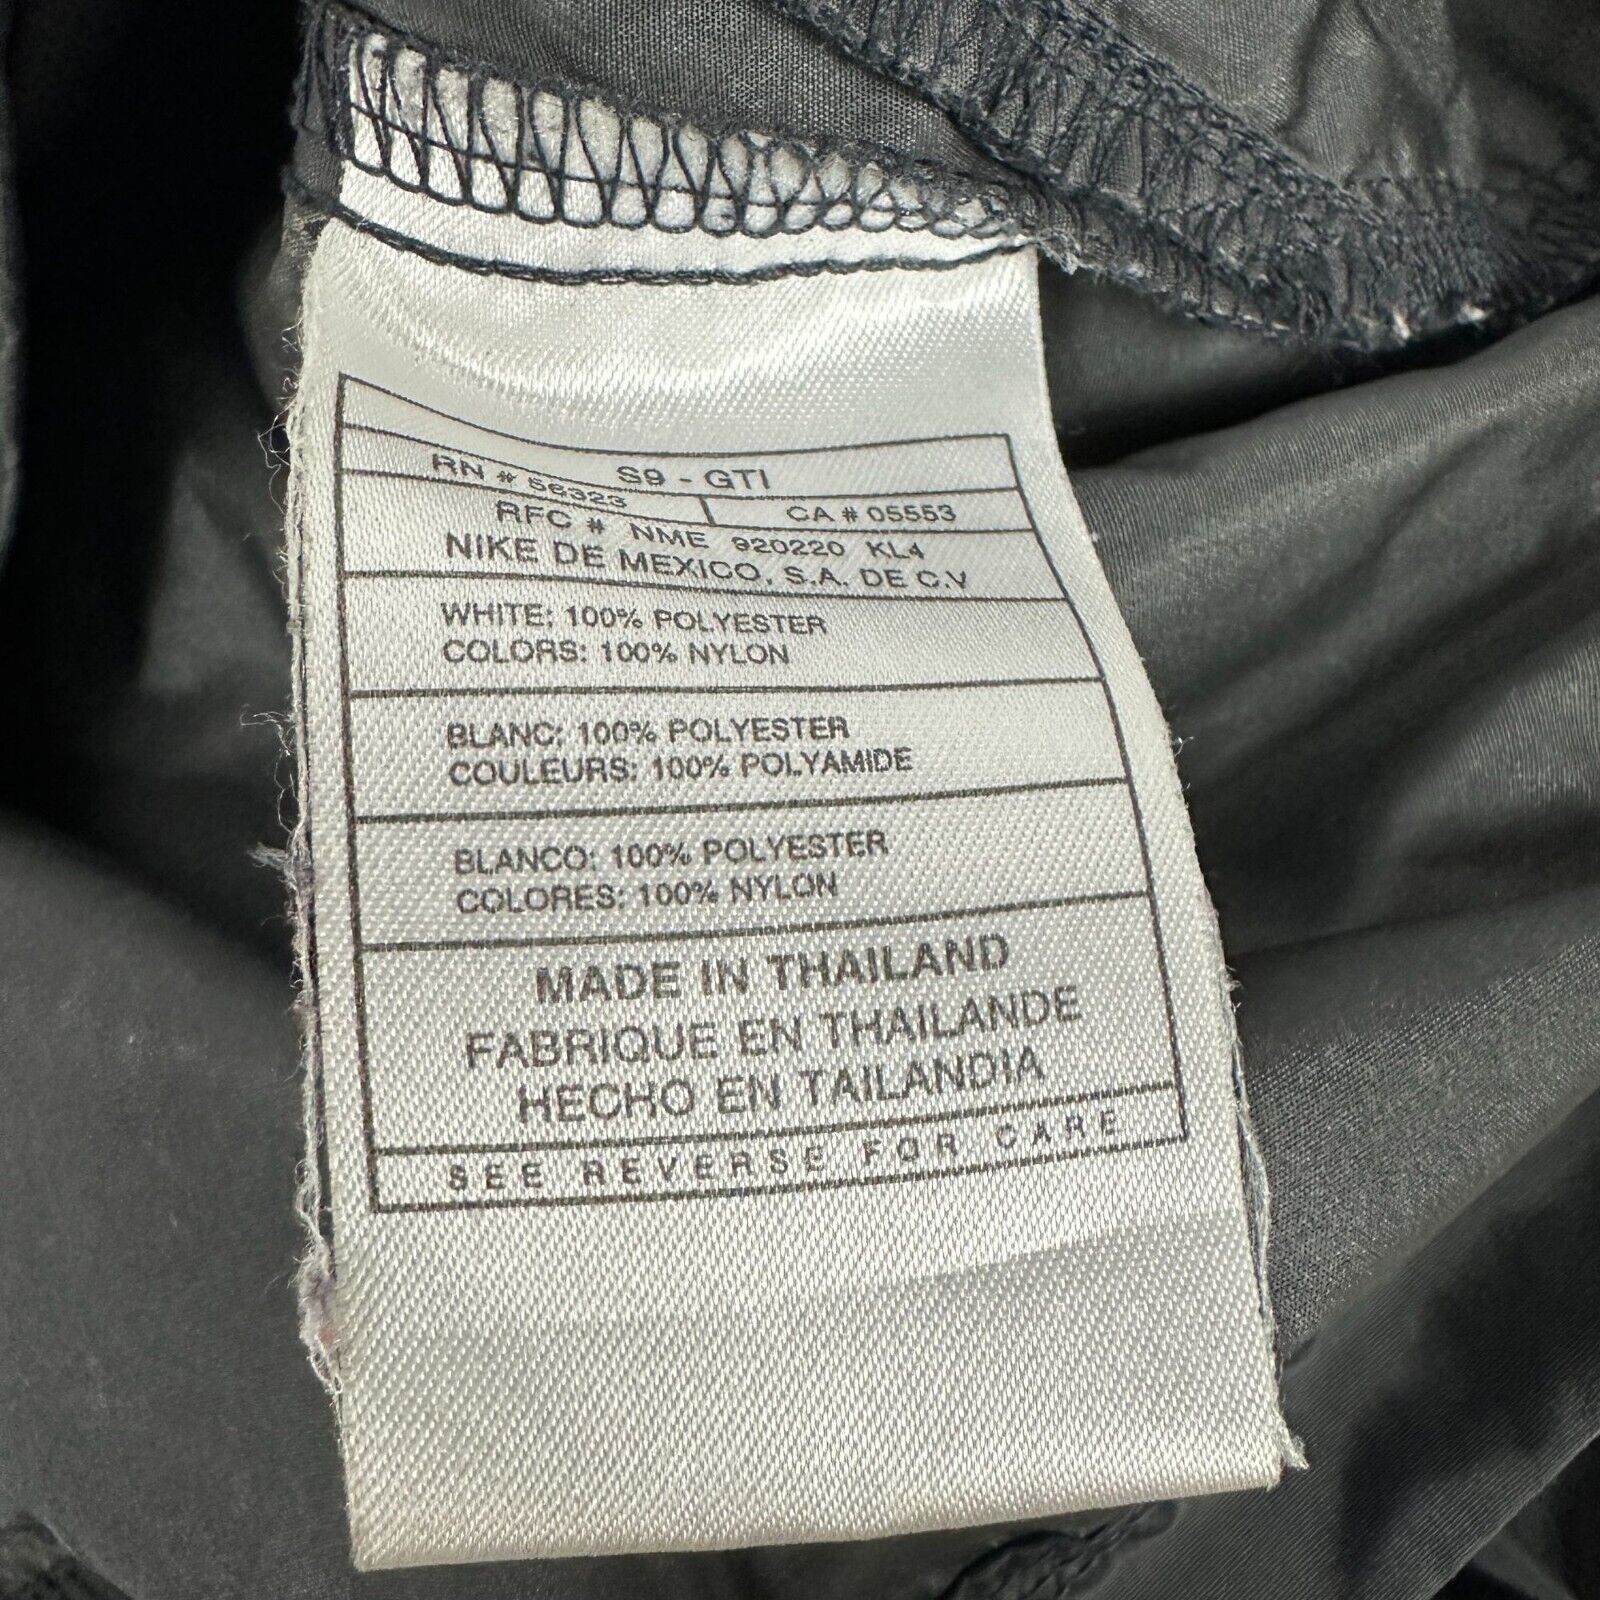 S9 - GTI
RN # 56323 CA # 05553
RFC # NME 920220 KL4
NIKE DE MEXICO, S.A. DE C.V
WHITE: 100% POLYESTER
COLORS: 100% NYLON
BLANC: 100% POLYESTER
COULEURS: 100% POLYAMIDE
BLANCO: 100% POLYESTER
COLORES: 100% NYLON
MADE IN THAILAND
FABRIQUE EN THAILANDE
HECHO EN TAILANDIA
SEE REVERSE FOR CARE